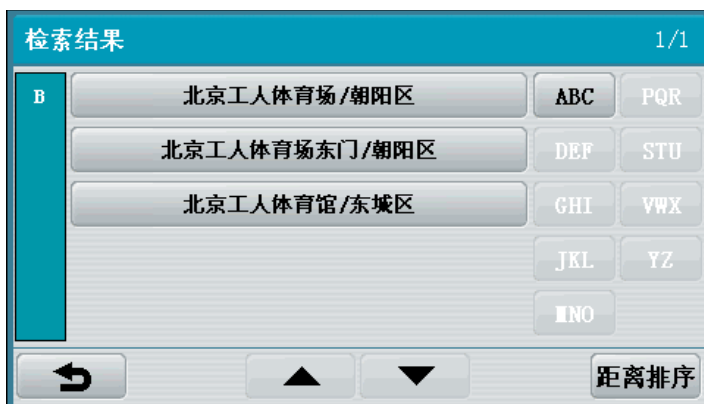 检索结果 1/1
B 北京工人体育场/朝阳区 ABC PQR
北京工人体育场东门/朝阳区 DEF STU
北京工人体育馆/东城区 GHI VWX
JKL YZ
MNO
距离排序